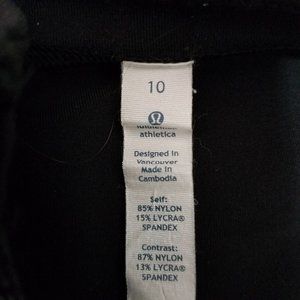 10
lululemon
athletica
Designed in
Vancouver
Made in
Cambodia
Self:
85% NYLON
15% LYCRA®
SPANDEX
Contrast:
87% NYLON
13% LYCRA®
SPANDEX